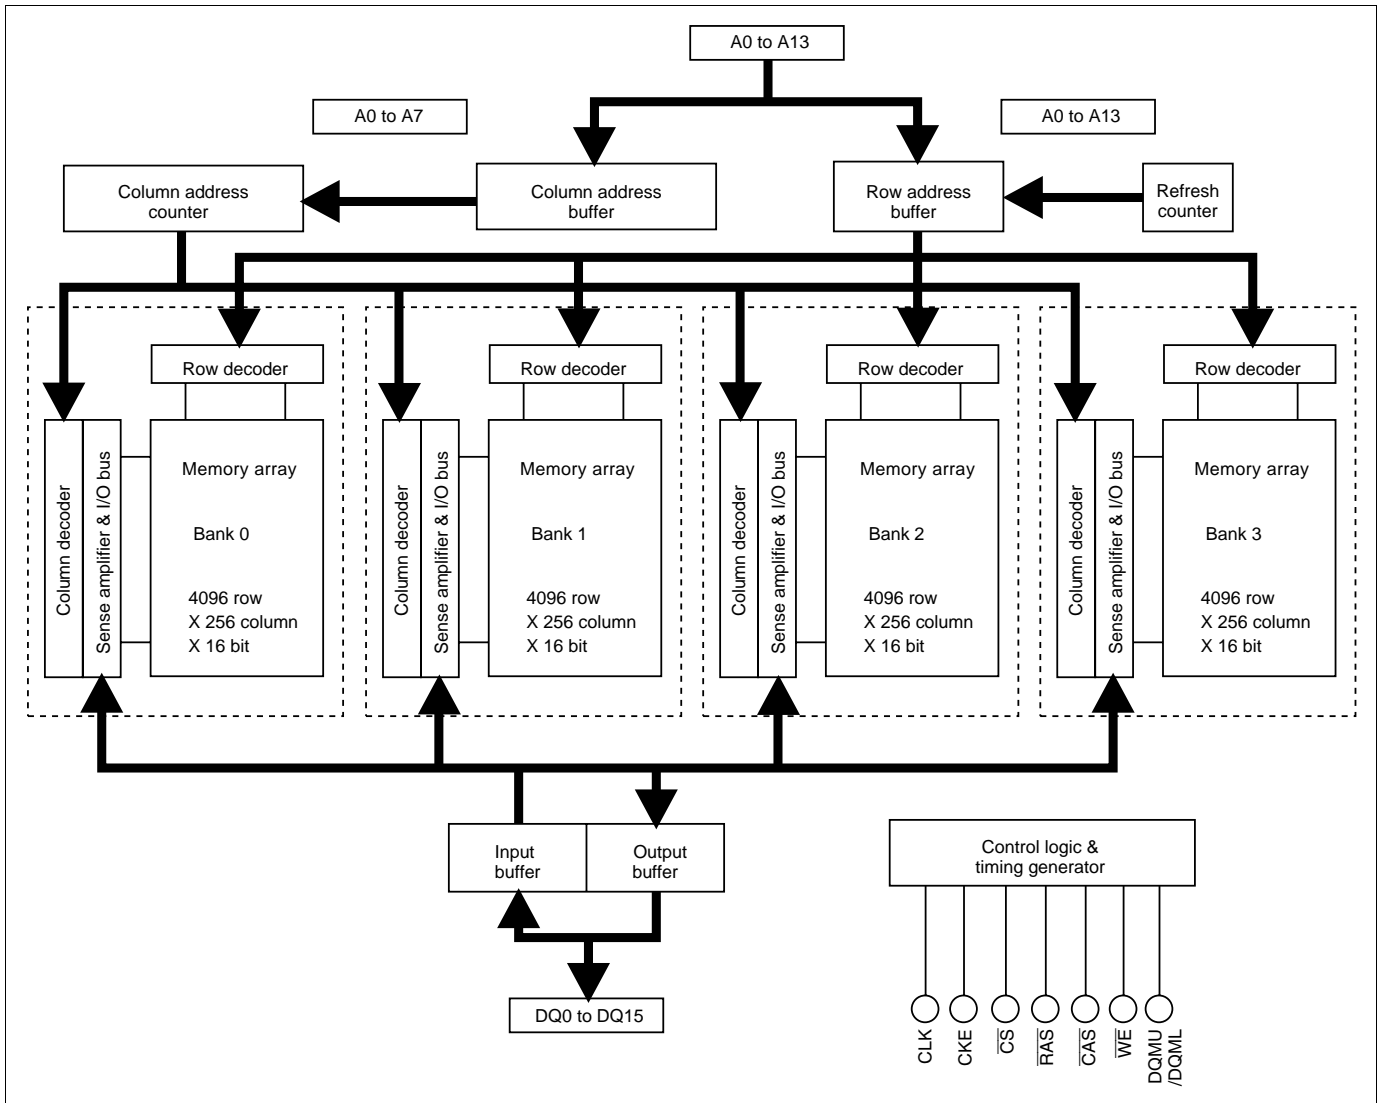 A0 to A13
A0 to A7
A0 to A13
Column address
counter
Column address
buffer
Row address
buffer
Refresh
counter
Row decoder
Row decoder
Row decoder
Row decoder
Column decoder
Sense amplifier & I/O bus
Memory array
Bank 0
4096 row
X 256 column
X 16 bit
Column decoder
Sense amplifier & I/O bus
Memory array
Bank 1
4096 row
X 256 column
X 16 bit
Column decoder
Sense amplifier & I/O bus
Memory array
Bank 2
4096 row
X 256 column
X 16 bit
Column decoder
Sense amplifier & I/O bus
Memory array
Bank 3
4096 row
X 256 column
X 16 bit
Input
buffer
Output
buffer
DQ0 to DQ15
Control logic &
timing generator
CLK
CKE
C̅S̅
R̅A̅S̅
C̅A̅S̅
W̅E̅
DQMU
/DQML